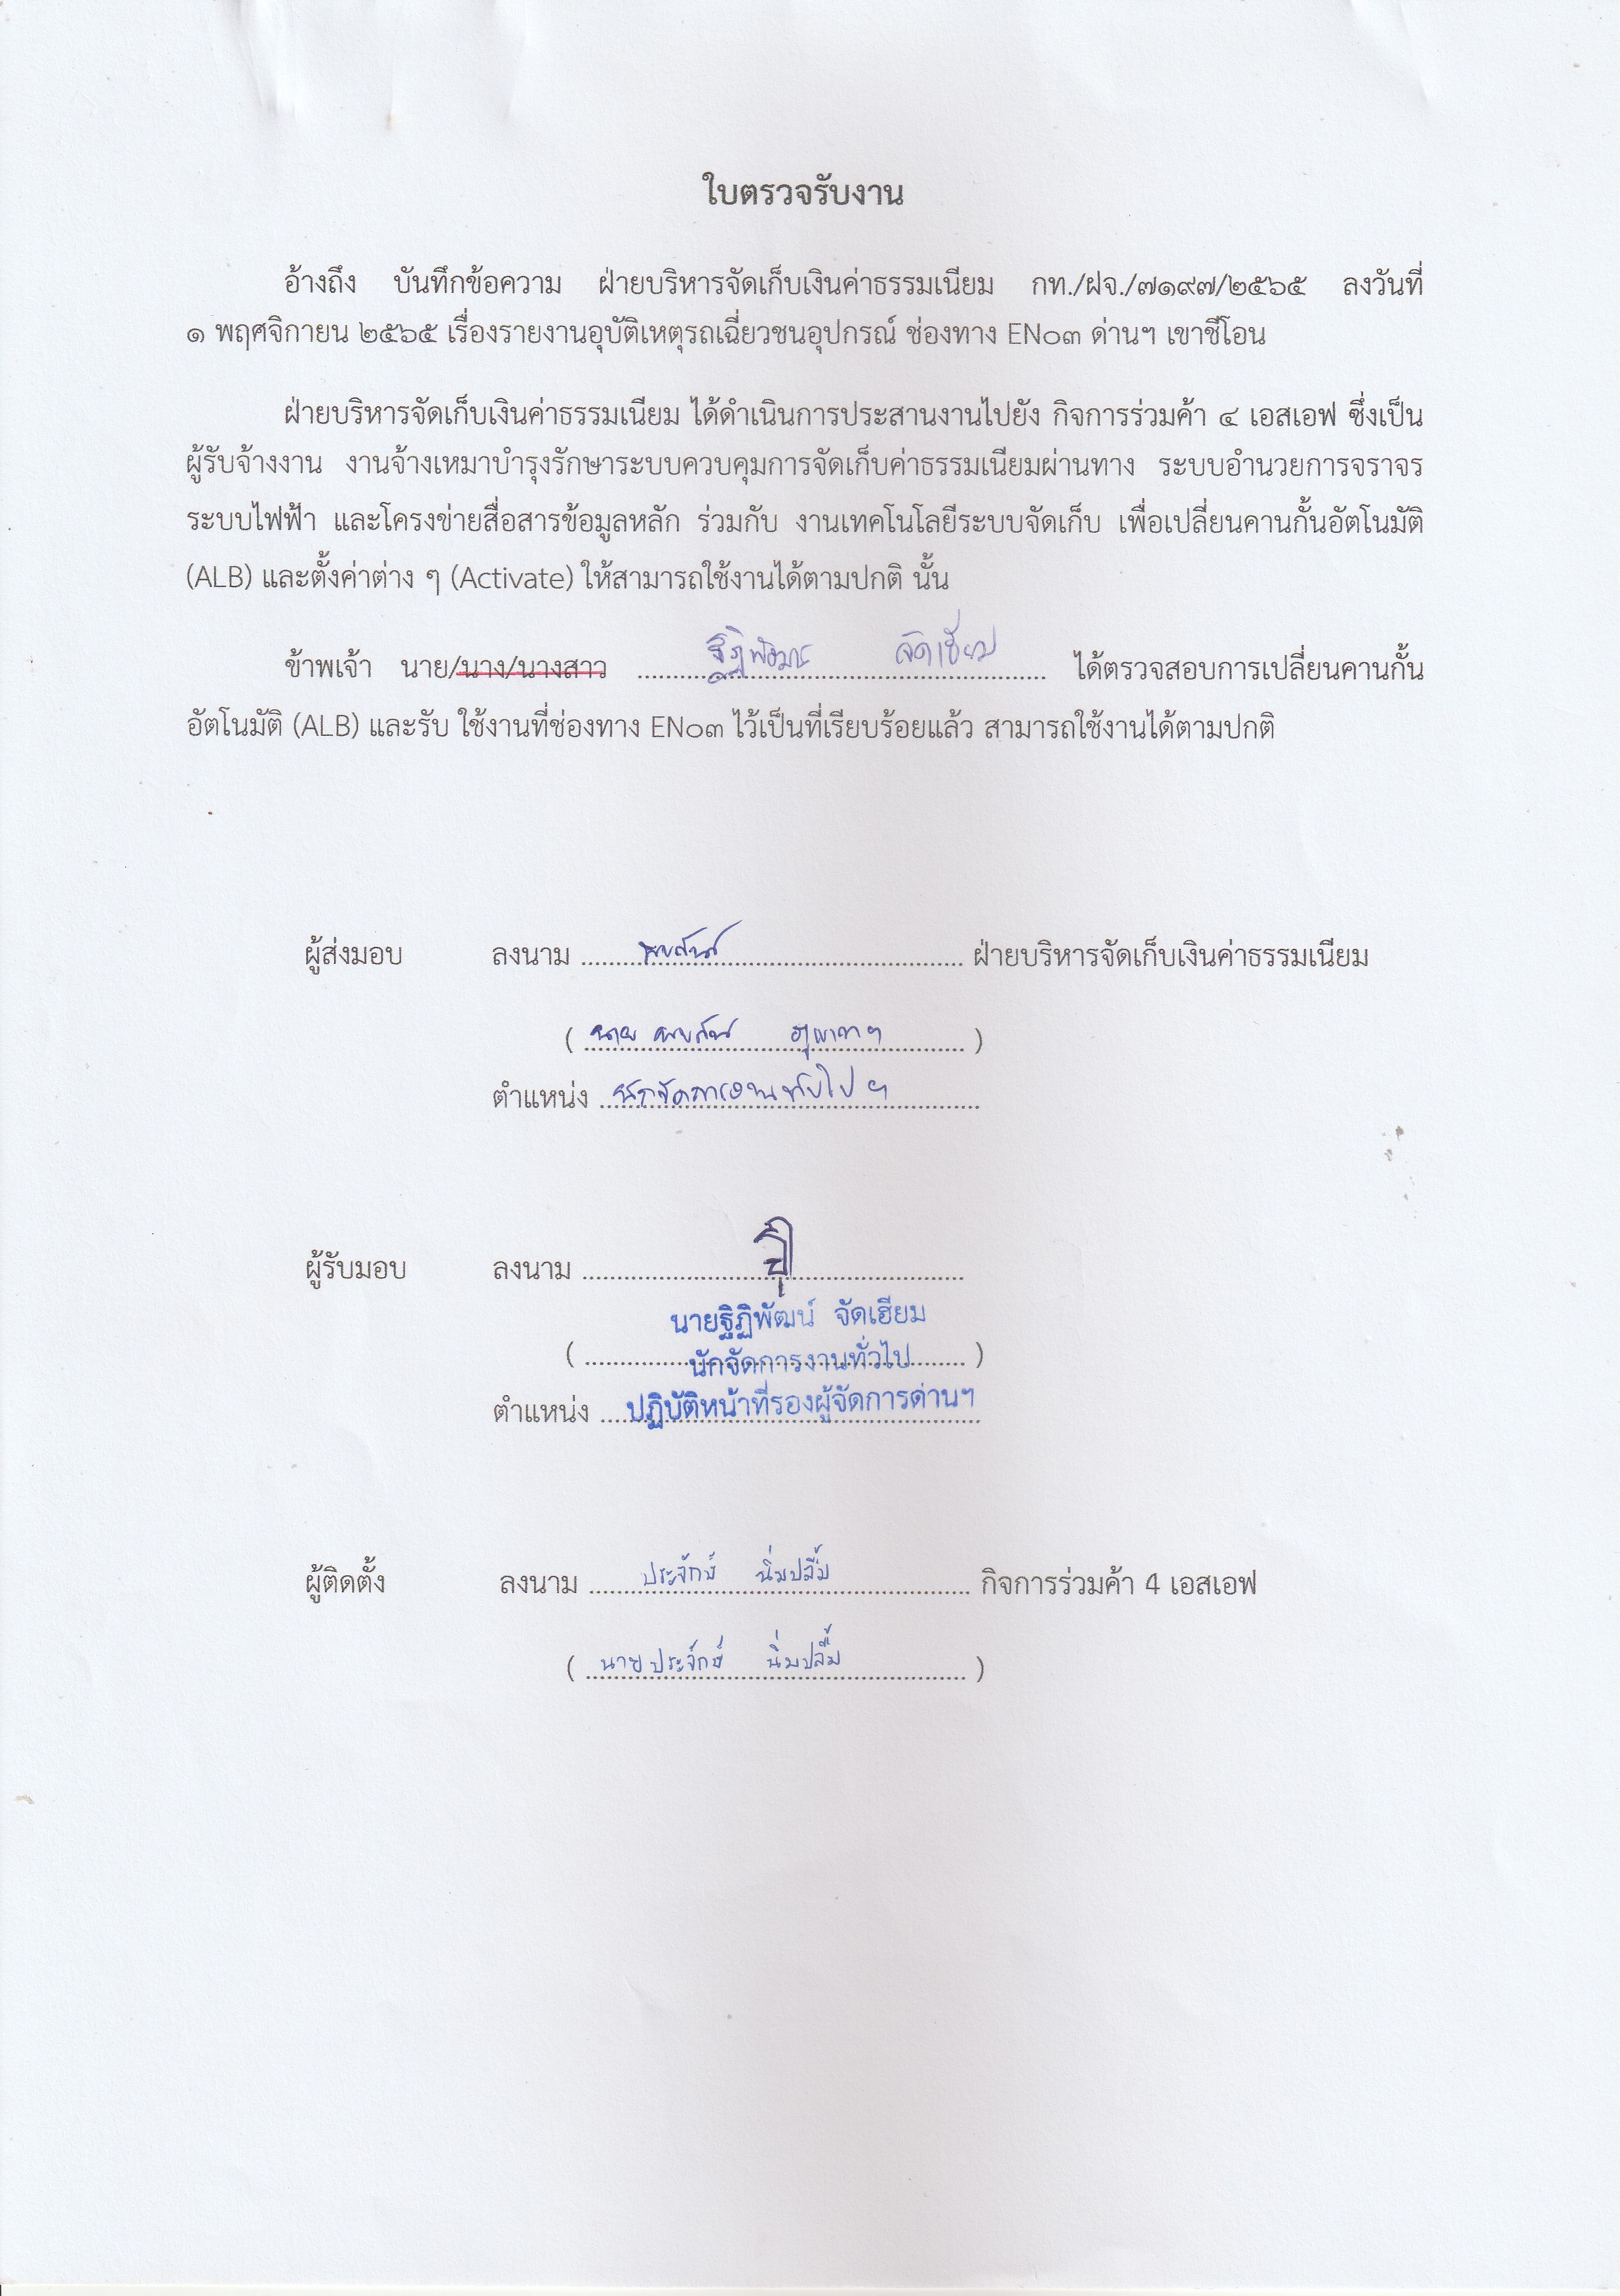 ใบตรวจรับงาน
อ้างถึง บันทึกข้อความ ฝ่ายบริหารจัดเก็บเงินค่าธรรมเนียม กท./ฝจ./๗๑๙๗/๒๕๖๕ ลงวันที่
๑ พฤศจิกายน ๒๕๖๕ เรื่องรายงานอุบัติเหตุรถเฉี่ยวชนอุปกรณ์ ช่องทาง EN๐๓ ด่านฯ เขาชีโอน
ฝ่ายบริหารจัดเก็บเงินค่าธรรมเนียม ได้ดำเนินการประสานงานไปยัง กิจการร่วมค้า ๔ เอสเอฟ ซึ่งเป็น
ผู้รับจ้างงาน งานจ้างเหมาบำรุงรักษาระบบควบคุมการจัดเก็บค่าธรรมเนียมผ่านทาง ระบบอำนวยการจราจร
ระบบไฟฟ้า และโครงข่ายสื่อสารข้อมูลหลัก ร่วมกับ งานเทคโนโลยีระบบจัดเก็บ เพื่อเปลี่ยนคานกั้นอัตโนมัติ
(ALB) และตั้งค่าต่าง ๆ (Activate) ให้สามารถใช้งานได้ตามปกติ นั้น
ข้าพเจ้า นาย/นาง/นางสาว ฐิฏิพัฒน์ จัดเฮียม ได้ตรวจสอบการเปลี่ยนคานกั้น
อัตโนมัติ (ALB) และรับ ใช้งานที่ช่องทาง EN๐๓ ไว้เป็นที่เรียบร้อยแล้ว สามารถใช้งานได้ตามปกติ
ผู้ส่งมอบ ลงนาม ฝ่ายบริหารจัดเก็บเงินค่าธรรมเนียม
( นาย )
ตำแหน่ง นักจัดการงานทั่วไป ฯ
ผู้รับมอบ ลงนาม
นายฐิฏิพัฒน์ จัดเฮียม
( นักจัดการงานทั่วไป )
ตำแหน่ง ปฏิบัติหน้าที่รองผู้จัดการด่านฯ
ผู้ติดตั้ง ลงนาม ประจักษ์ นิ่มปลื้ม กิจการร่วมค้า 4 เอสเอฟ
( นายประจักษ์ นิ่มปลื้ม )